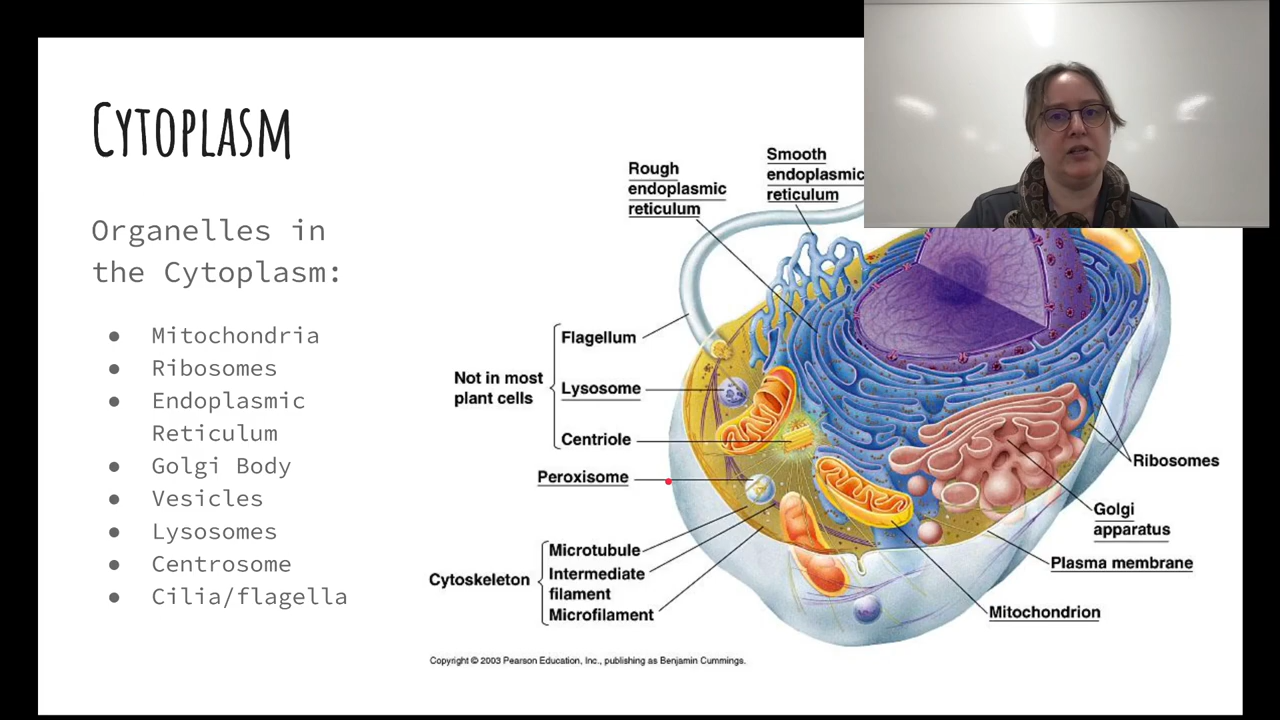 Cytoplasm
Organelles in
the Cytoplasm:
● Mitochondria
● Ribosomes
● Endoplasmic
Reticulum
● Golgi Body
● Vesicles
● Lysosomes
● Centrosome
● Cilia/flagella
Rough
endoplasmic
reticulum
Smooth
endoplasmic
reticulum
Not in most
plant cells
Flagellum
Lysosome
Centriole
Peroxisome
Cytoskeleton
Microtubule
Intermediate
filament
Microfilament
Ribosomes
Golgi
apparatus
Plasma membrane
Mitochondrion
Copyright © 2003 Pearson Education, Inc., publishing as Benjamin Cummings.